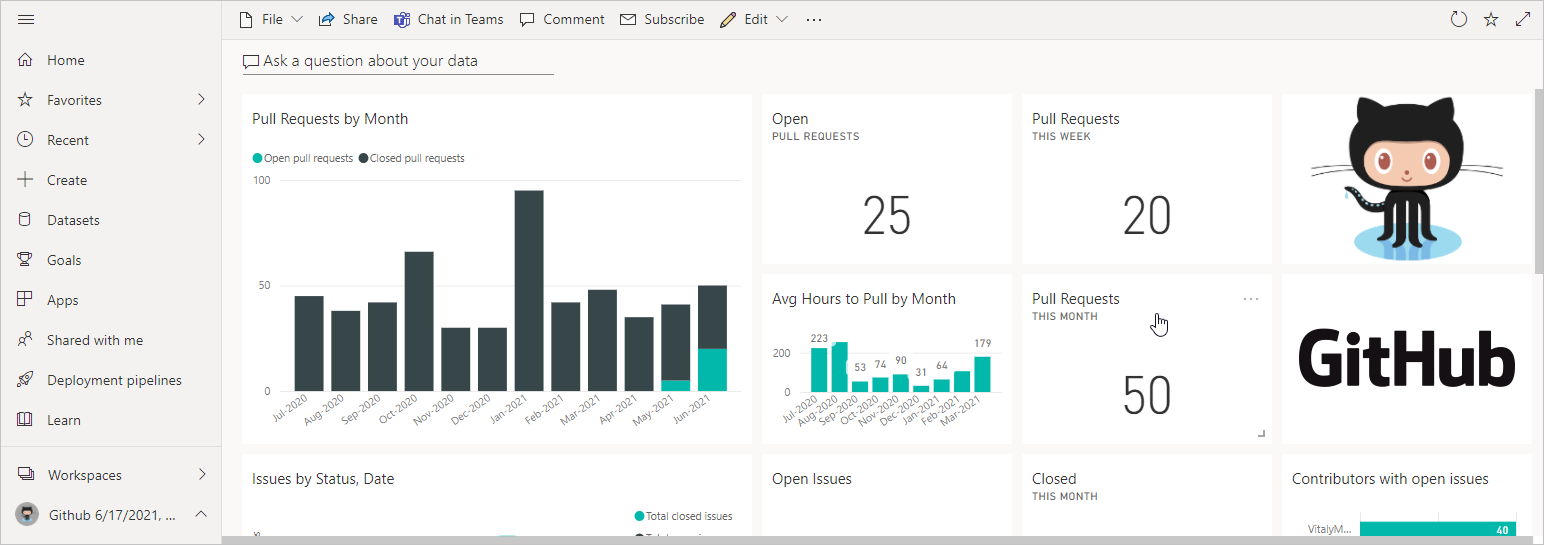 File
Share
Chat in Teams
Comment
Subscribe
Edit
Home
Favorites
Recent
Create
Datasets
Goals
Apps
Shared with me
Deployment pipelines
Learn
Workspaces
Github 6/17/2021, ...
Ask a question about your data
Pull Requests by Month
Open pull requests Closed pull requests
100
50
0
Jul-2020 Aug-2020 Sep-2020 Oct-2020 Nov-2020 Dec-2020 Jan-2021 Feb-2021 Mar-2021 Apr-2021 May-2021 Jun-2021
Open
PULL REQUESTS
25
Pull Requests
THIS WEEK
20
Avg Hours to Pull by Month
200
0
223 53 74 90 31 64 179
Jul-2020 Aug-2020 Sep-2020 Oct-2020 Nov-2020 Dec-2020 Jan-2021 Feb-2021 Mar-2021
Pull Requests
THIS MONTH
50
GitHub
Issues by Status, Date
Total closed issues
Open Issues
Closed
THIS MONTH
Contributors with open issues
VitalyM...
40